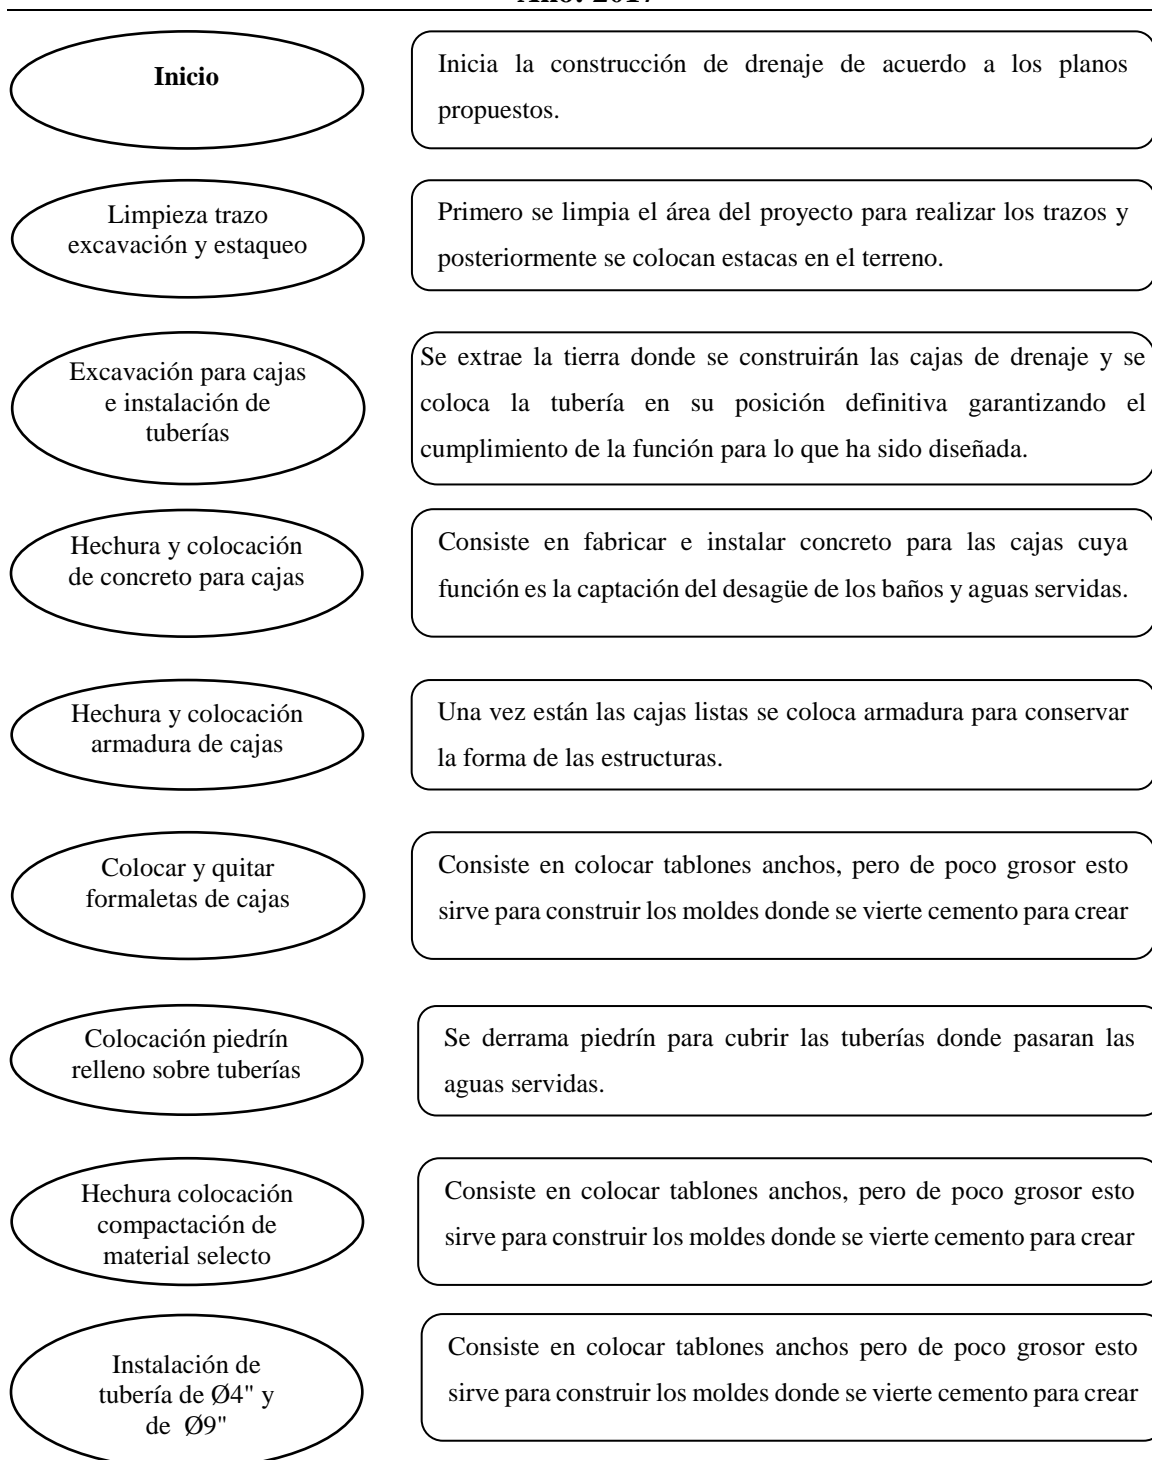 Año: 2017
Inicio
Inicia la construcción de drenaje de acuerdo a los planos
propuestos.
Limpieza trazo
excavación y estaqueo
Primero se limpia el área del proyecto para realizar los trazos y
posteriormente se colocan estacas en el terreno.
Excavación para cajas
e instalación de
tuberías
Se extrae la tierra donde se construirán las cajas de drenaje y se
coloca la tubería en su posición definitiva garantizando el
cumplimiento de la función para lo que ha sido diseñada.
Hechura y colocación
de concreto para cajas
Consiste en fabricar e instalar concreto para las cajas cuya
función es la captación del desagüe de los baños y aguas servidas.
Hechura y colocación
armadura de cajas
Una vez están las cajas listas se coloca armadura para conservar
la forma de las estructuras.
Colocar y quitar
formaletas de cajas
Consiste en colocar tablones anchos, pero de poco grosor esto
sirve para construir los moldes donde se vierte cemento para crear
Colocación piedrín
relleno sobre tuberías
Se derrama piedrín para cubrir las tuberías donde pasaran las
aguas servidas.
Hechura colocación
compactación de
material selecto
Consiste en colocar tablones anchos, pero de poco grosor esto
sirve para construir los moldes donde se vierte cemento para crear
Instalación de
tubería de Ø4" y
de Ø9"
Consiste en colocar tablones anchos pero de poco grosor esto
sirve para construir los moldes donde se vierte cemento para crear